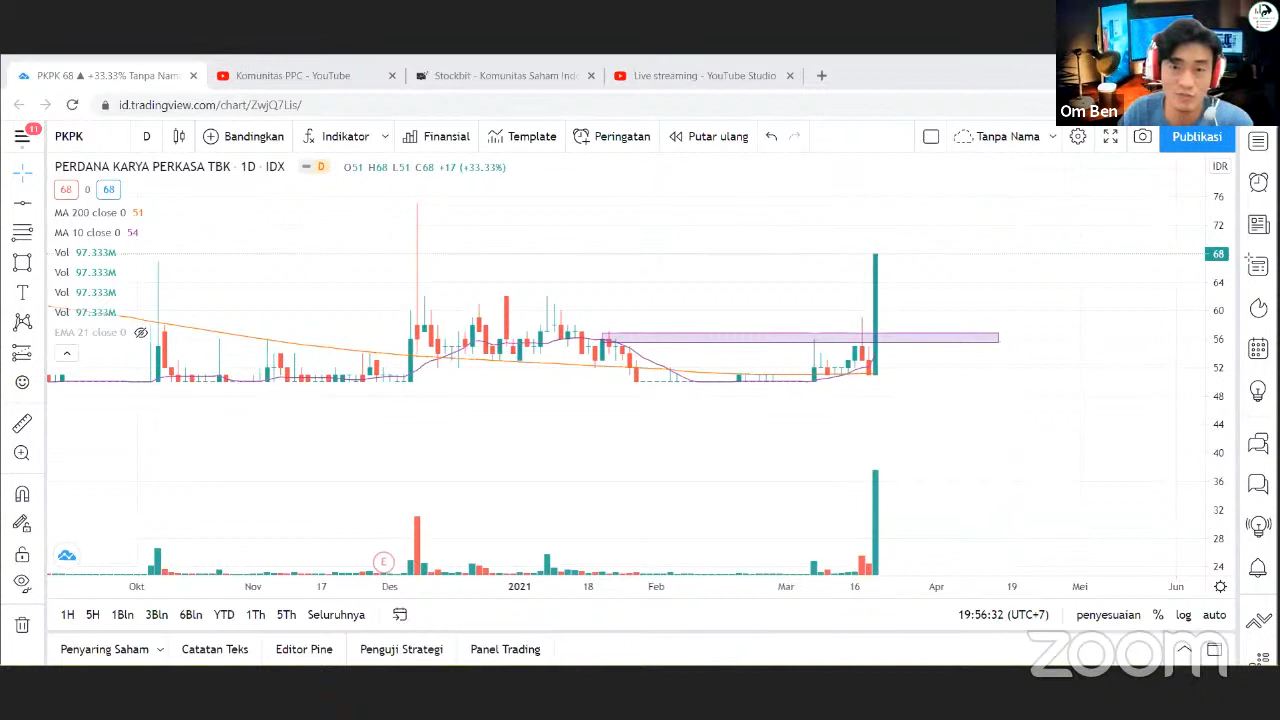 Om Ben
PKPK 68 ▲ +33.33% Tanpa Nam
Komunitas PPC - YouTube
Stockbit - Komunitas Saham Indo
Live streaming - YouTube Studio
id.tradingview.com/chart/ZwjQ7Lis/
11
PKPK
D
Bandingkan
Indikator
Finansial
Template
Peringatan
Putar ulang
Tanpa Nama
Publikasi
PERDANA KARYA PERKASA TBK · 1D · IDX
D
O51 H68 L51 C68 +17 (+33.33%)
IDR
68 0 68
MA 200 close 0 51
MA 10 close 0 54
Vol 97.333M
Vol 97.333M
Vol 97.333M
Vol 97.333M
EMA 21 close 0
76
72
68
64
60
56
52
48
44
40
36
32
28
24
E
Okt
Nov
17
Des
2021
18
Feb
Mar
16
Apr
19
Mei
Jun
1H 5H 1Bln 3Bln 6Bln YTD 1Th 5Th Seluruhnya
19:56:32 (UTC+7)
penyesuaian % log auto
Penyaring Saham
Catatan Teks
Editor Pine
Penguji Strategi
Panel Trading
zoom